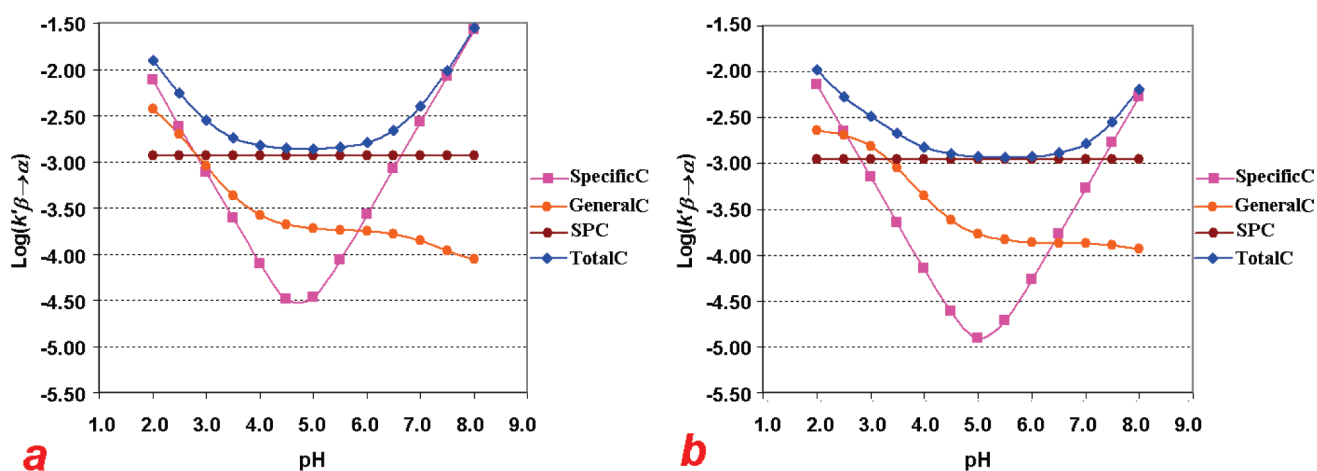 Log(k'β→α)
-1.50
-2.00
-2.50
-3.00
-3.50
-4.00
-4.50
-5.00
-5.50
1.0 2.0 3.0 4.0 5.0 6.0 7.0 8.0 9.0
pH
SpecificC
GeneralC
SPC
TotalC
a
Log(k'β→α)
-1.50
-2.00
-2.50
-3.00
-3.50
-4.00
-4.50
-5.00
-5.50
1.0 2.0 3.0 4.0 5.0 6.0 7.0 8.0 9.0
pH
SpecificC
GeneralC
SPC
TotalC
b